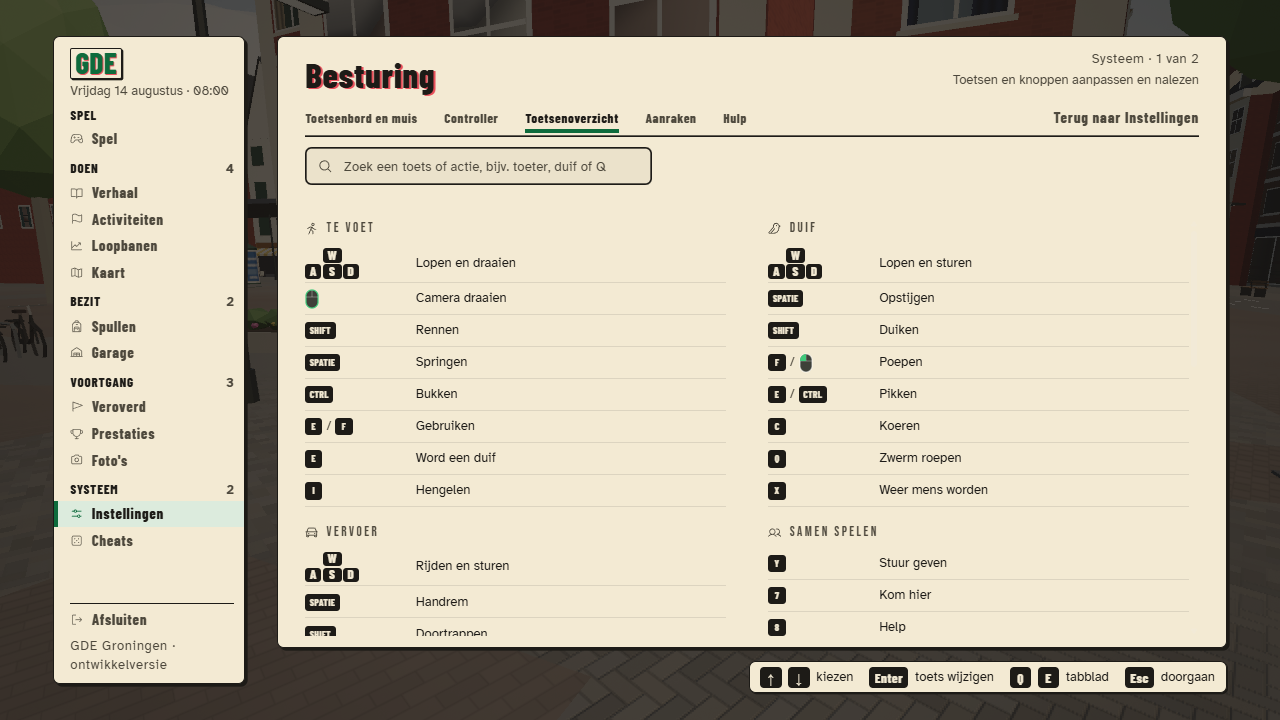 GDE
Vrijdag 14 augustus · 08:00
SPEL
Spel
DOEN 4
Verhaal
Activiteiten
Loopbanen
Kaart
BEZIT 2
Spullen
Garage
VOORTGANG 3
Veroverd
Prestaties
Foto's
SYSTEEM 2
Instellingen
Cheats
Afsluiten
GDE Groningen ·
ontwikkelversie
Besturing
Systeem · 1 van 2
Toetsen en knoppen aanpassen en nalezen
Toetsenbord en muis Controller Toetsenoverzicht Aanraken Hulp Terug naar Instellingen
Zoek een toets of actie, bijv. toeter, duif of Q
TE VOET
W
A S D Lopen en draaien
Camera draaien
SHIFT Rennen
SPATIE Springen
CTRL Bukken
E / F Gebruiken
E Word een duif
I Hengelen
VERVOER
W
A S D Rijden en sturen
SPATIE Handrem
SHIFT Doortrappen
DUIF
W
A S D Lopen en sturen
SPATIE Opstijgen
SHIFT Duiken
F / Poepen
E / CTRL Pikken
C Koeren
Q Zwerm roepen
X Weer mens worden
SAMEN SPELEN
Y Stuur geven
7 Kom hier
8 Help
↑ ↓ kiezen Enter toets wijzigen Q E tabblad Esc doorgaan